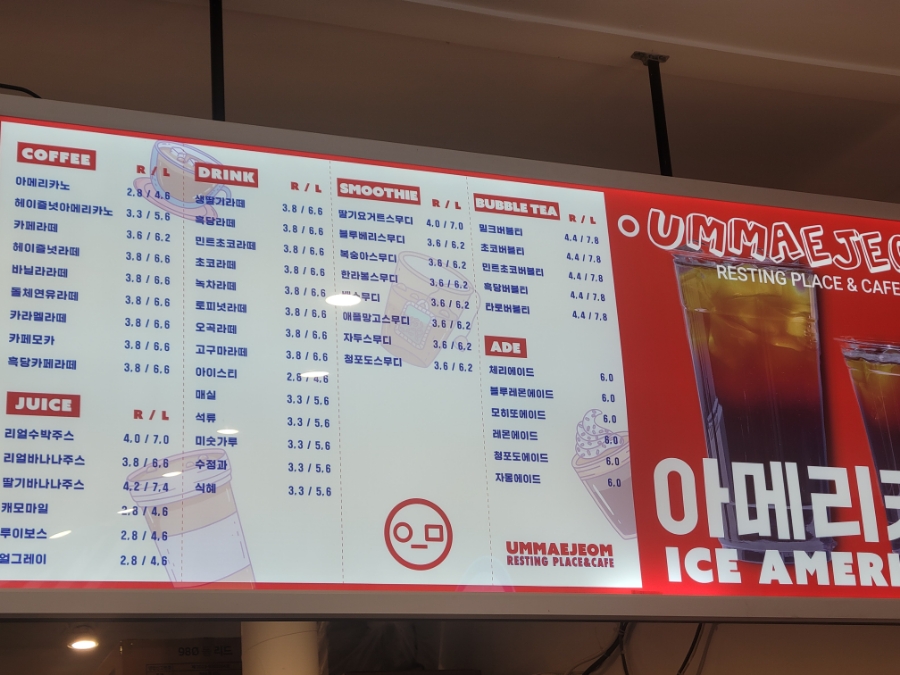 COFFEE
R / L
아메리카노 2.8 / 4.6
헤이즐넛아메리카노 3.3 / 5.6
카페라떼 3.6 / 6.2
헤이즐넛라떼 3.8 / 6.6
바닐라라떼 3.8 / 6.6
돌체연유라떼 3.8 / 6.6
카라멜라떼 3.8 / 6.6
카페모카 3.8 / 6.6
흑당카페라떼 3.8 / 6.6
JUICE
R / L
리얼수박주스 4.0 / 7.0
리얼바나나주스 3.8 / 6.6
딸기바나나주스 4.2 / 7.4
캐모마일 2.8 / 4.6
루이보스 2.8 / 4.6
얼그레이 2.8 / 4.6
DRINK
R / L
생딸기라떼 3.8 / 6.6
흑당라떼 3.8 / 6.6
민트초코라떼 3.8 / 6.6
초코라떼 3.8 / 6.6
녹차라떼 3.8 / 6.6
토피넛라떼 3.8 / 6.6
오곡라떼 3.8 / 6.6
고구마라떼 3.8 / 6.6
아이스티 2.8 / 4.6
매실 3.3 / 5.6
석류 3.3 / 5.6
미숫가루 3.3 / 5.6
수정과 3.3 / 5.6
식혜 3.3 / 5.6
SMOOTHIE
R / L
딸기요거트스무디 4.0 / 7.0
블루베리스무디 3.6 / 6.2
복숭아스무디 3.6 / 6.2
한라봉스무디 3.6 / 6.2
스무디 3.6 / 6.2
애플망고스무디 3.6 / 6.2
자두스무디 3.6 / 6.2
청포도스무디 3.6 / 6.2
BUBBLE TEA
R / L
밀크버블티 4.4 / 7.8
초코버블티 4.4 / 7.8
민트초코버블티 4.4 / 7.8
흑당버블티 4.4 / 7.8
타로버블티 4.4 / 7.8
ADE
체리에이드 6.0
블루레몬에이드 6.0
모히또에이드 6.0
레몬에이드 6.0
청포도에이드 6.0
자몽에이드 6.0
UMMAEJEOM
RESTING PLACE&CAFE
UMMAEJEO
RESTING PLACE & CAFE
아메리카
ICE AMERI